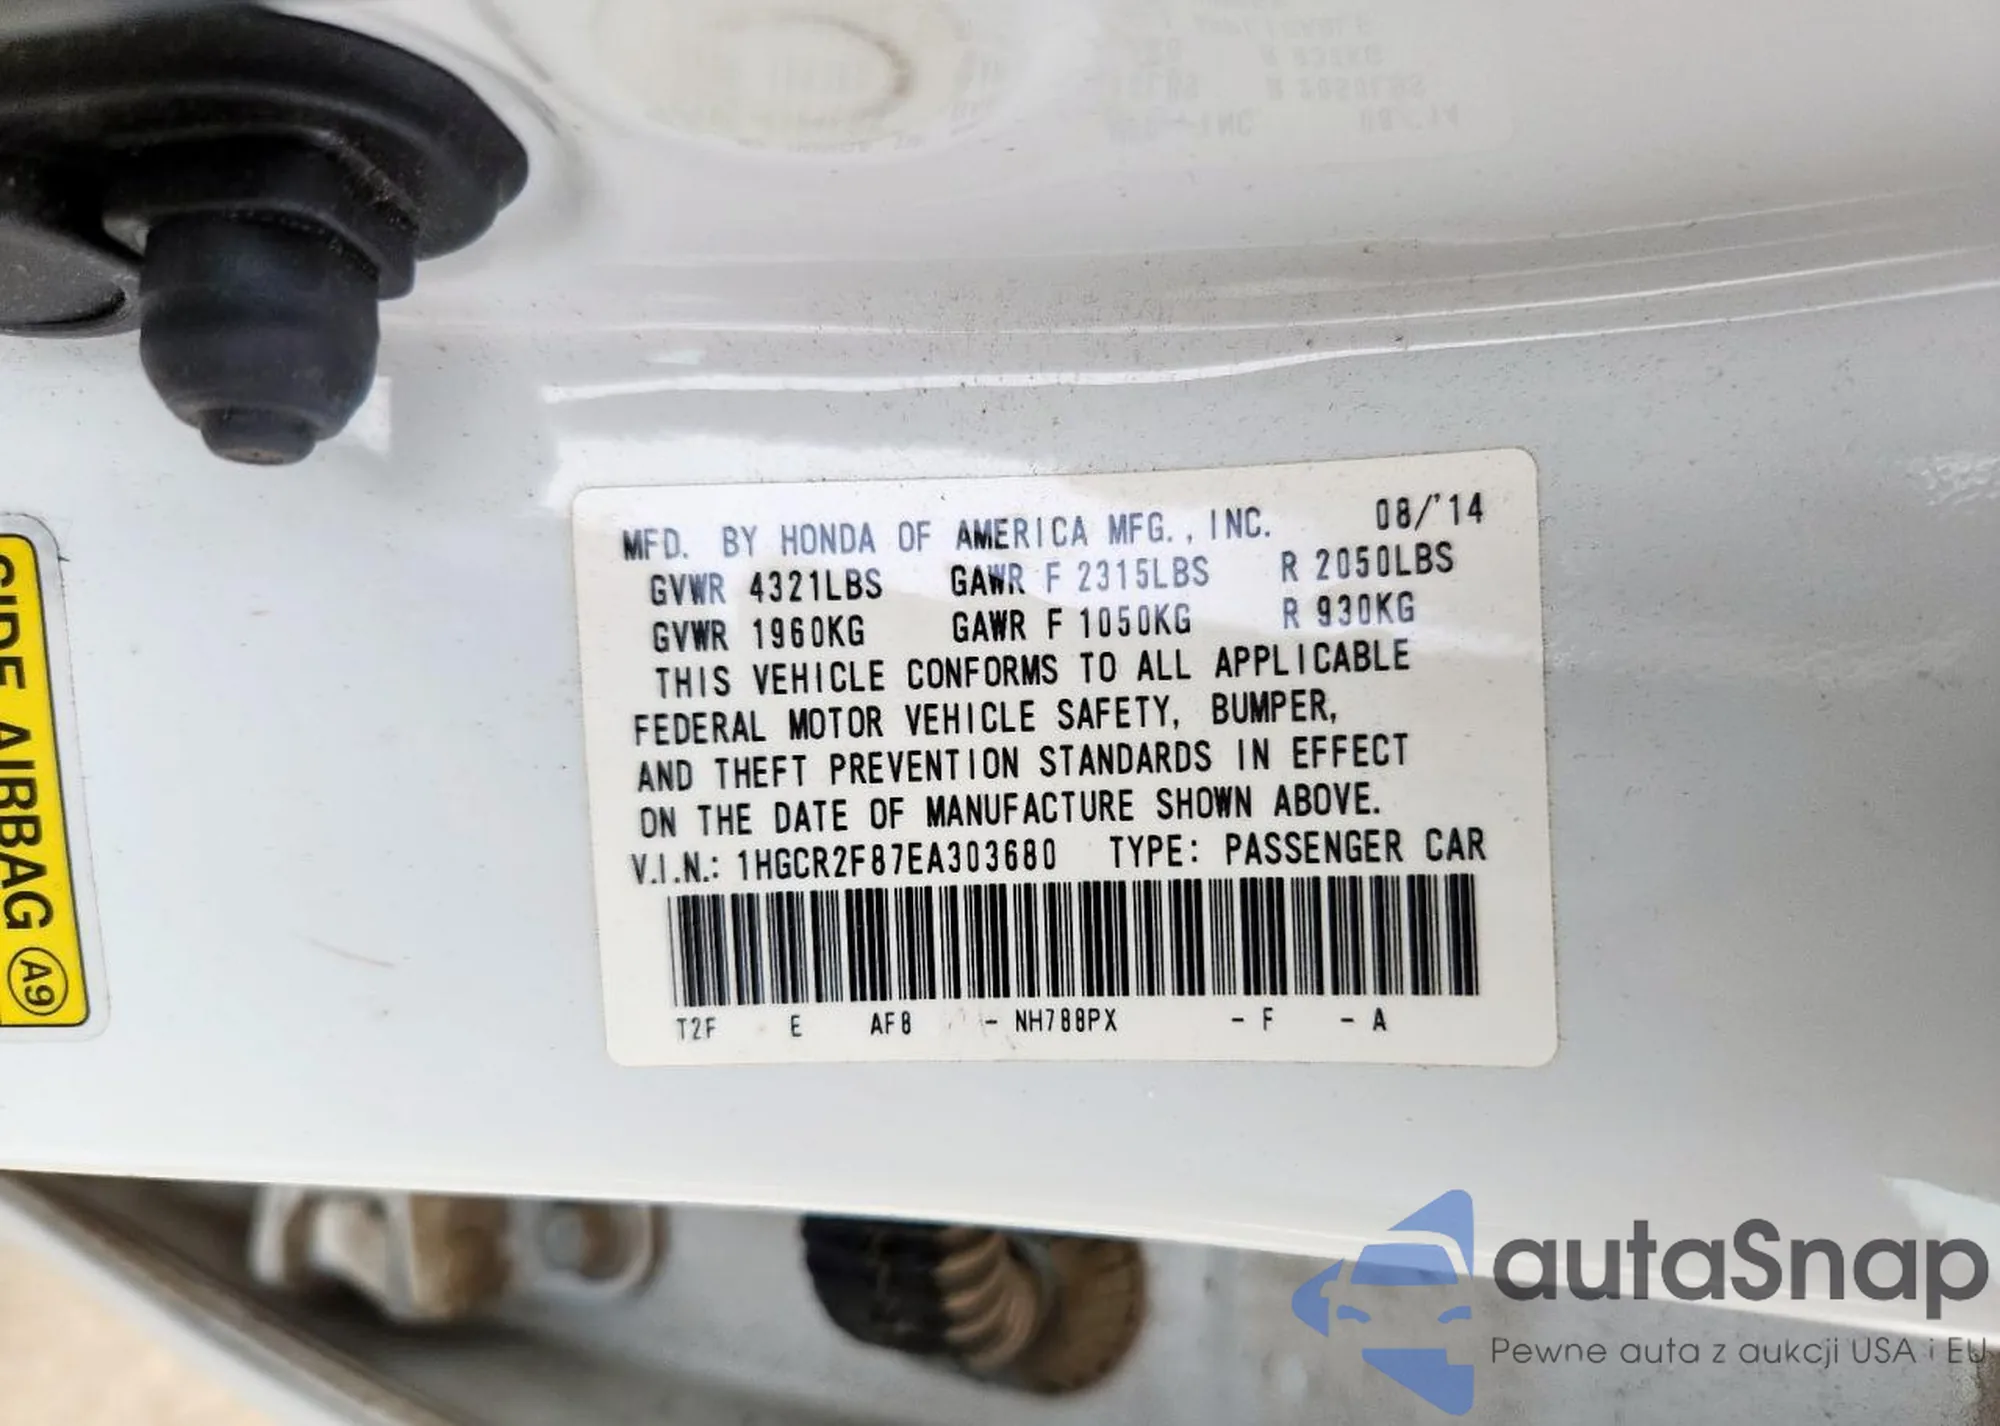 MFD. BY HONDA OF AMERICA MFG., INC. 08/'14
GVWR 4321LBS GAWR F 2315LBS R 2050LBS
GVWR 1960KG GAWR F 1050KG R 930KG
THIS VEHICLE CONFORMS TO ALL APPLICABLE
FEDERAL MOTOR VEHICLE SAFETY, BUMPER,
AND THEFT PREVENTION STANDARDS IN EFFECT
ON THE DATE OF MANUFACTURE SHOWN ABOVE.
V.I.N.: 1HGCR2F87EA303680 TYPE: PASSENGER CAR
T2F E AF8 - NH788PX - F - A
SIDE AIRBAG A9
autaSnap
Pewne auta z aukcji USA i EU